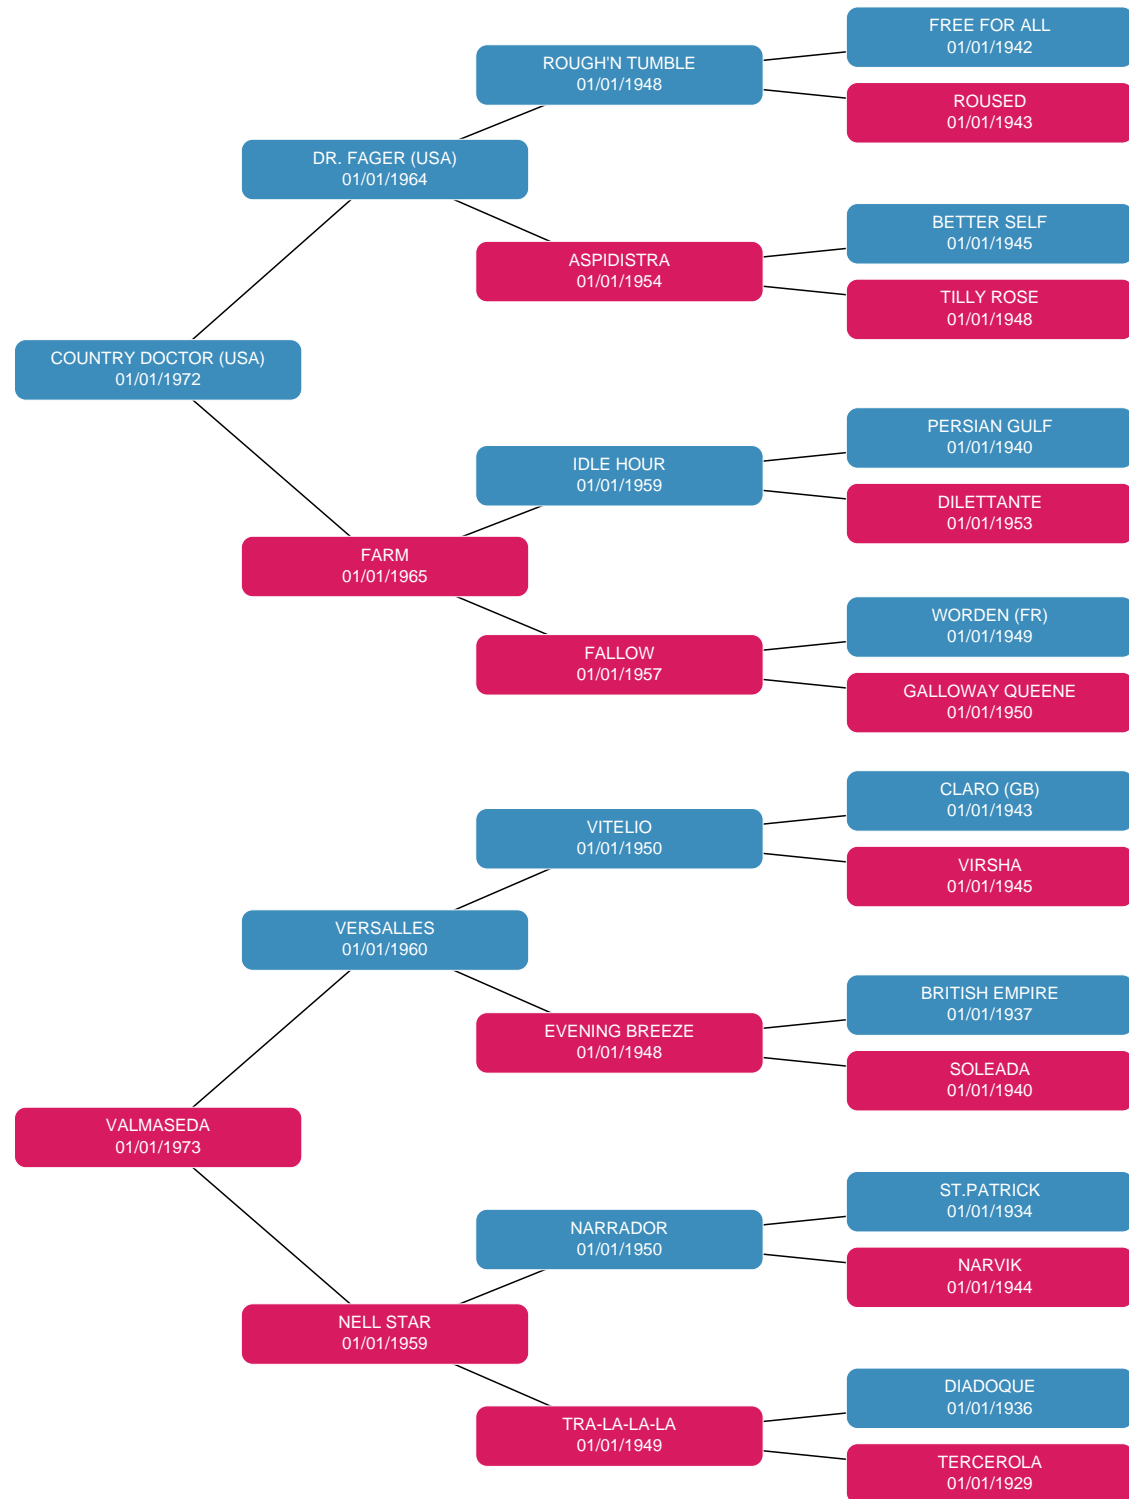 FREE FOR ALL
01/01/1942
ROUGH'N TUMBLE
01/01/1948
ROUSED
01/01/1943
DR. FAGER (USA)
01/01/1964
BETTER SELF
01/01/1945
ASPIDISTRA
01/01/1954
TILLY ROSE
01/01/1948
COUNTRY DOCTOR (USA)
01/01/1972
PERSIAN GULF
01/01/1940
IDLE HOUR
01/01/1959
DILETTANTE
01/01/1953
FARM
01/01/1965
WORDEN (FR)
01/01/1949
FALLOW
01/01/1957
GALLOWAY QUEENE
01/01/1950
CLARO (GB)
01/01/1943
VITELIO
01/01/1950
VIRSHA
01/01/1945
VERSALLES
01/01/1960
BRITISH EMPIRE
01/01/1937
EVENING BREEZE
01/01/1948
SOLEADA
01/01/1940
VALMASEDA
01/01/1973
ST.PATRICK
01/01/1934
NARRADOR
01/01/1950
NARVIK
01/01/1944
NELL STAR
01/01/1959
DIADOQUE
01/01/1936
TRA-LA-LA-LA
01/01/1949
TERCEROLA
01/01/1929